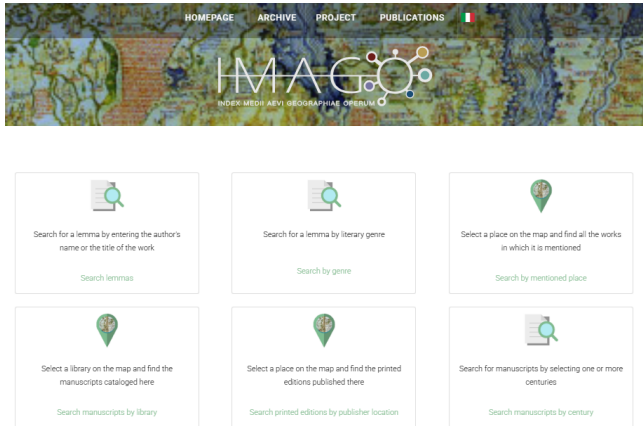 HOMEPAGE ARCHIVE PROJECT PUBLICATIONS
IMAGO
INDEX MEDII AEVI GEOGRAPHIAE OPERUM
Search for a lemma by entering the author's
name or the title of the work
Search lemmas
Search for a lemma by literary genre
Search by genre
Select a place on the map and find all the works
in which it is mentioned
Search by mentioned place
Select a library on the map and find the
manuscripts cataloged here
Search manuscripts by library
Select a place on the map and find the printed
editions published there
Search printed editions by publisher location
Search for manuscripts by selecting one or more
centuries
Search manuscripts by century